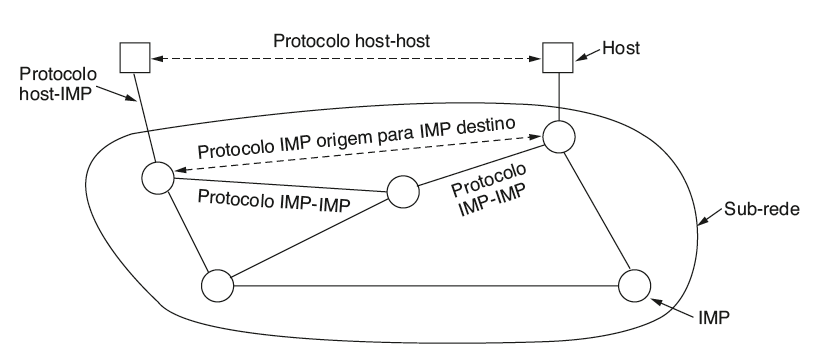 Protocolo host-host
Host
Protocolo
host-IMP
Protocolo IMP origem para IMP destino
Protocolo IMP-IMP
Protocolo
IMP-IMP
Sub-rede
IMP